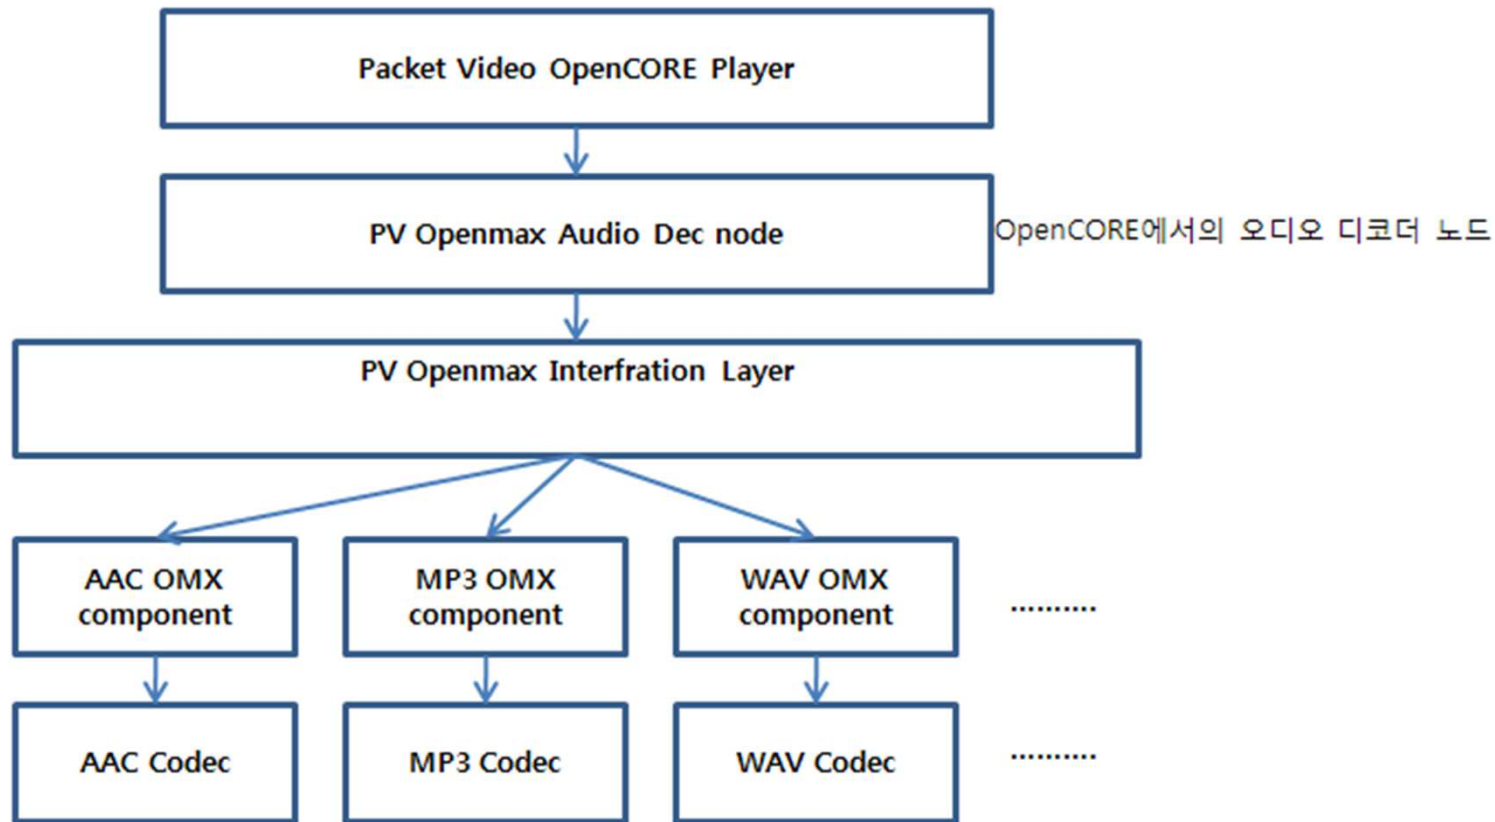 Packet Video OpenCORE Player
PV Openmax Audio Dec node
OpenCORE에서의 오디오 디코더 노드
PV Openmax Interfration Layer
AAC OMX
component
MP3 OMX
component
WAV OMX
component
..........
AAC Codec
MP3 Codec
WAV Codec
..........